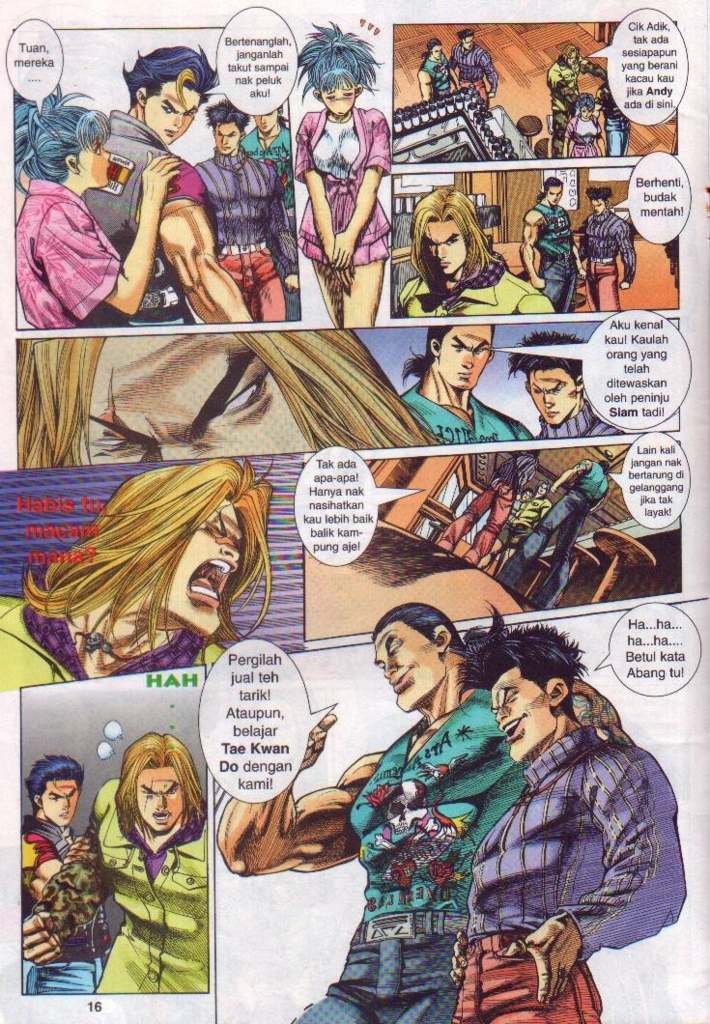 Tuan,
mereka
....
Bertenanglah,
janganlah
takut sampai
nak peluk
aku!
Cik Adik,
tak ada
sesiapapun
yang berani
kacau kau
jika Andy
ada di sini.
Berhenti,
budak
mentah!
Aku kenal
kau! Kaulah
orang yang
telah
ditewaskan
oleh peninju
Siam tadi!
Habis tu
macam
mana?
Tak ada
apa-apa!
Hanya nak
nasihatkan
kau lebih baik
balik kam-
pung aje!
Lain kali
jangan nak
bertarung di
gelanggang
jika tak
layak!
HAH
Pergilah
jual teh
tarik!
Ataupun,
belajar
Tae Kwan
Do dengan
kami!
Ha...ha...
ha...ha....
Betul kata
Abang tu!
16